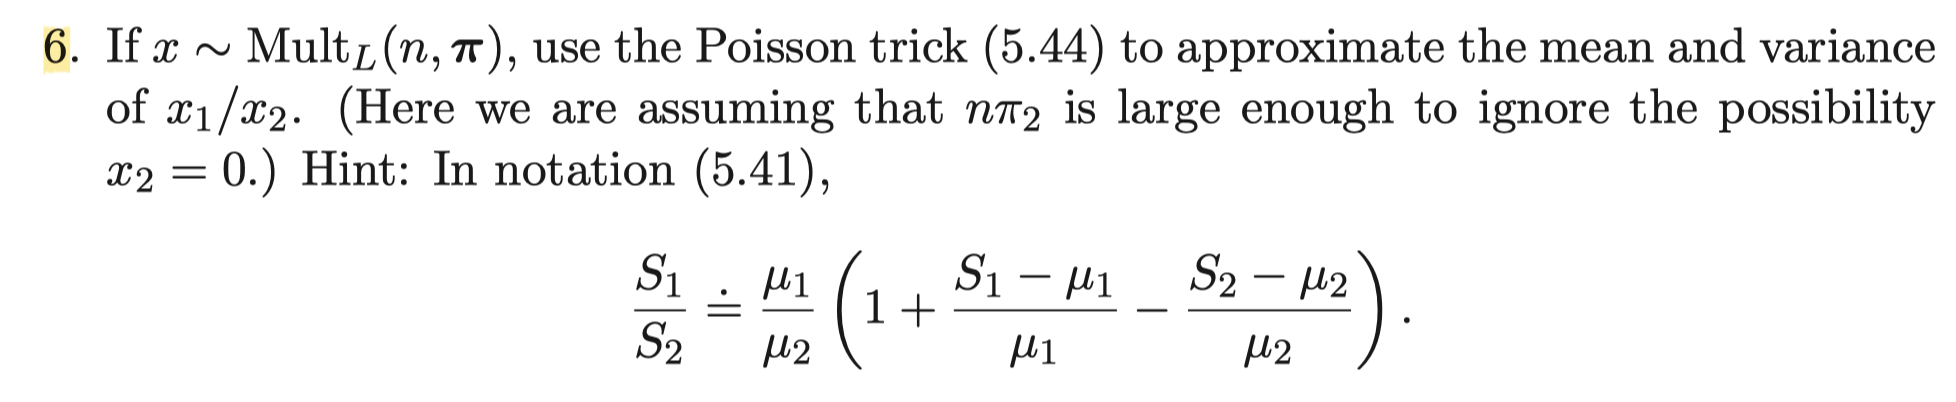 6. If x ∼ Mult_L(n, π), use the Poisson trick (5.44) to approximate the mean and variance
of x₁/x₂. (Here we are assuming that nπ₂ is large enough to ignore the possibility
x₂ = 0.) Hint: In notation (5.41),
S₁/S₂ ≐ μ₁/μ₂ (1 + (S₁ − μ₁)/μ₁ − (S₂ − μ₂)/μ₂).